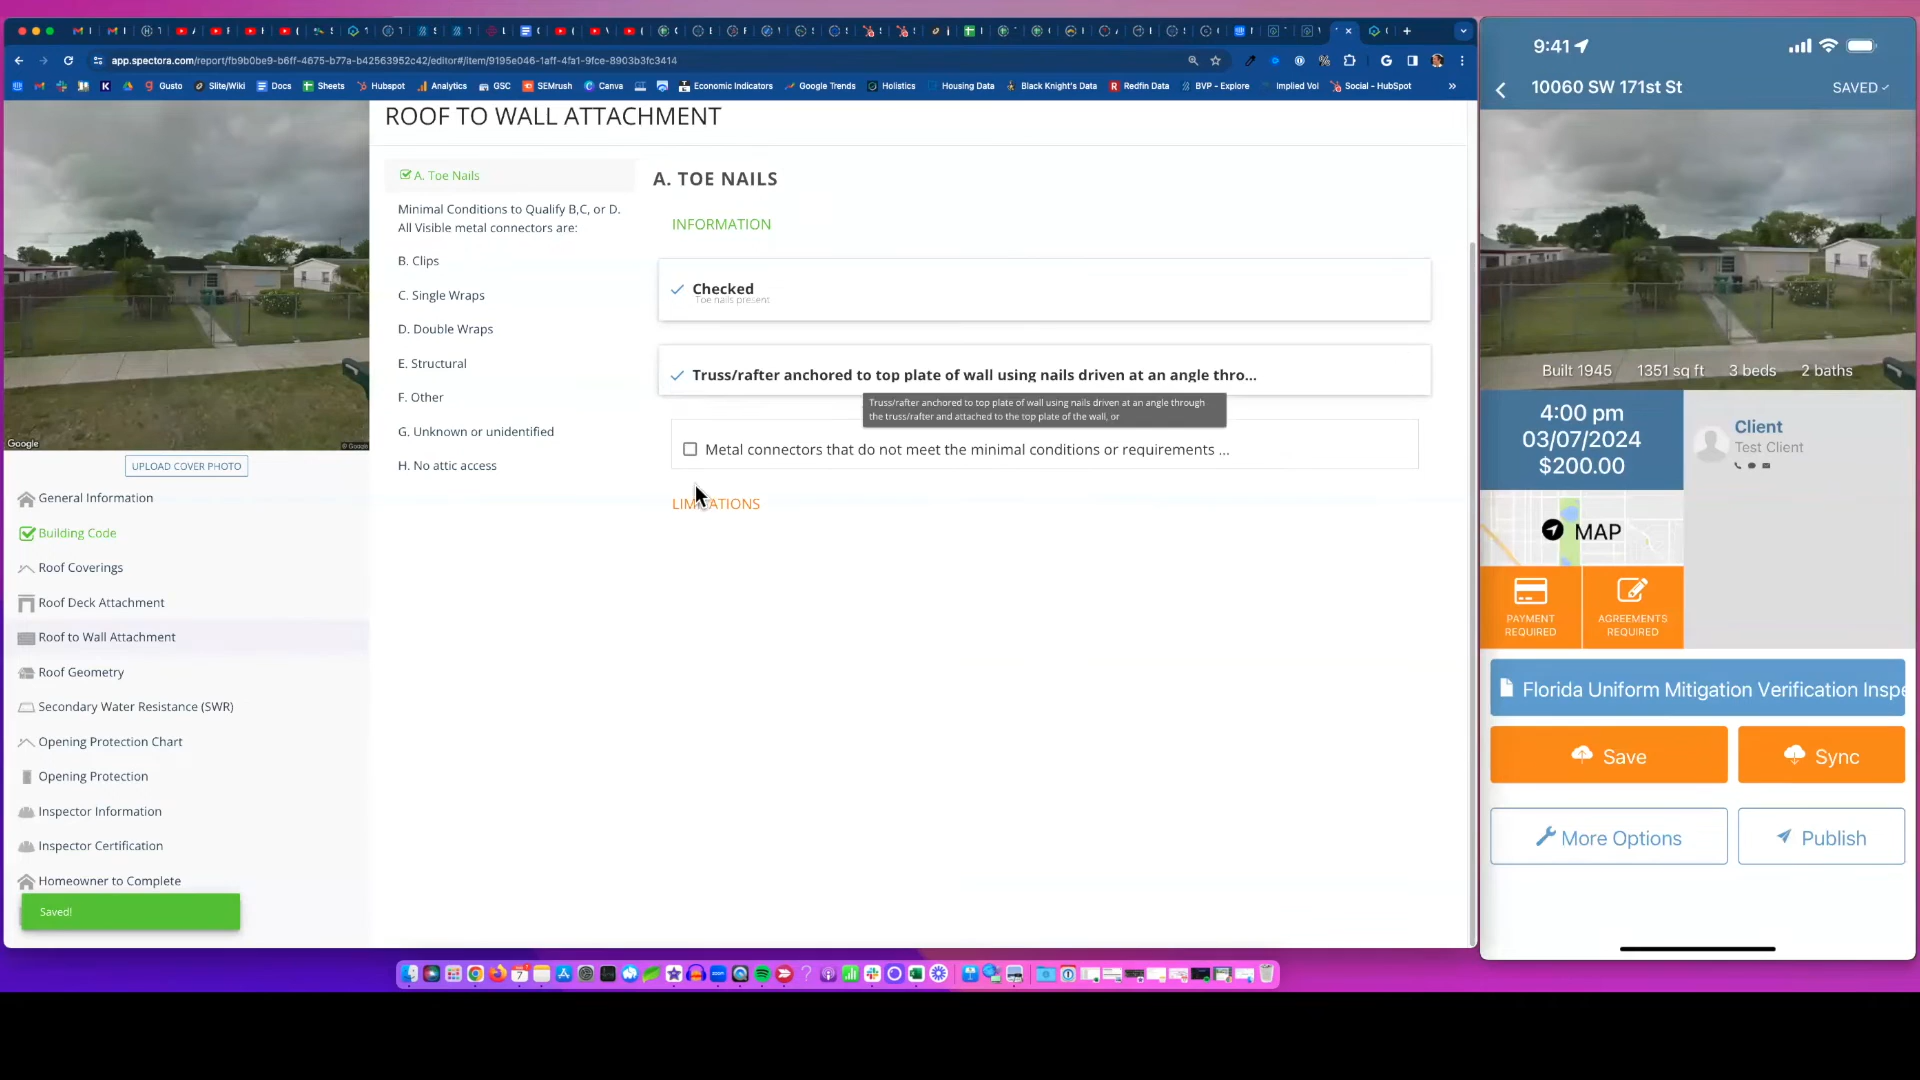 app.spectora.com/report/fb9b0be9-b6ff-4675-b77a-b42563952c42/editor#/item/9195e046-1aff-4fa1-9fce-8903b3fc3414
Gusto
Slite/Wiki
Docs
Sheets
Hubspot
Analytics
GSC
SEMrush
Canva
Economic Indicators
Google Trends
Holistics
Housing Data
Black Knight's Data
Redfin Data
BVP - Explore
Implied Vol
Social - HubSpot
ROOF TO WALL ATTACHMENT
A. Toe Nails
Minimal Conditions to Qualify B,C, or D.
All Visible metal connectors are:
B. Clips
C. Single Wraps
D. Double Wraps
E. Structural
F. Other
G. Unknown or unidentified
H. No attic access
A. TOE NAILS
INFORMATION
Checked
Toe nails present
Truss/rafter anchored to top plate of wall using nails driven at an angle thro...
Truss/rafter anchored to top plate of wall using nails driven at an angle through
the truss/rafter and attached to the top plate of the wall, or
Metal connectors that do not meet the minimal conditions or requirements ...
LIMITATIONS
Google
UPLOAD COVER PHOTO
General Information
Building Code
Roof Coverings
Roof Deck Attachment
Roof to Wall Attachment
Roof Geometry
Secondary Water Resistance (SWR)
Opening Protection Chart
Opening Protection
Inspector Information
Inspector Certification
Homeowner to Complete
Saved!
9:41
10060 SW 171st St
SAVED
Built 1945 1351 sq ft 3 beds 2 baths
4:00 pm
03/07/2024
$200.00
Client
Test Client
MAP
PAYMENT
REQUIRED
AGREEMENTS
REQUIRED
Florida Uniform Mitigation Verification Inspe
Save
Sync
More Options
Publish